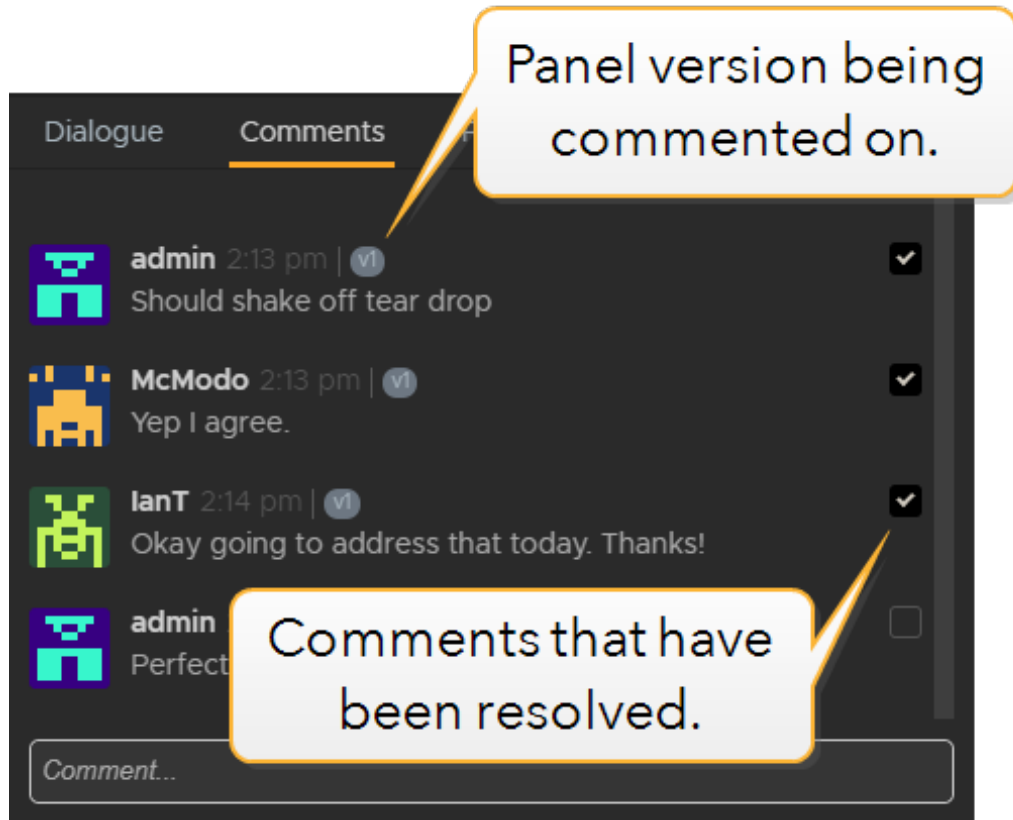 Panel version being
commented on.
Dialogue Comments
admin 2:13 pm | v1
Should shake off tear drop
McModo 2:13 pm | v1
Yep I agree.
IanT 2:14 pm | v1
Okay going to address that today. Thanks!
admin
Perfect
Comments that have
been resolved.
Comment...